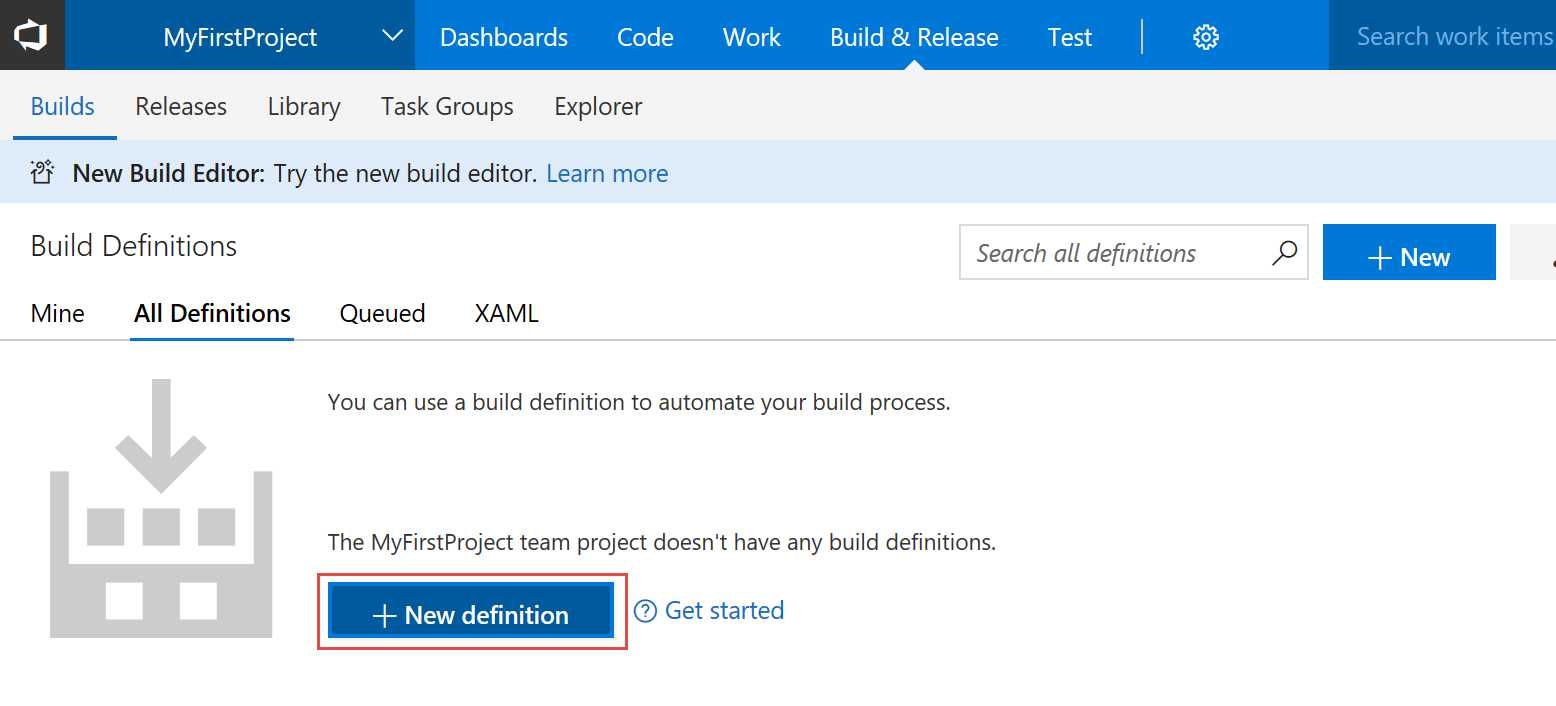 MyFirstProject Dashboards Code Work Build & Release Test Search work items
Builds Releases Library Task Groups Explorer
New Build Editor: Try the new build editor. Learn more
Build Definitions Search all definitions New
Mine All Definitions Queued XAML
You can use a build definition to automate your build process.
The MyFirstProject team project doesn't have any build definitions.
New definition Get started